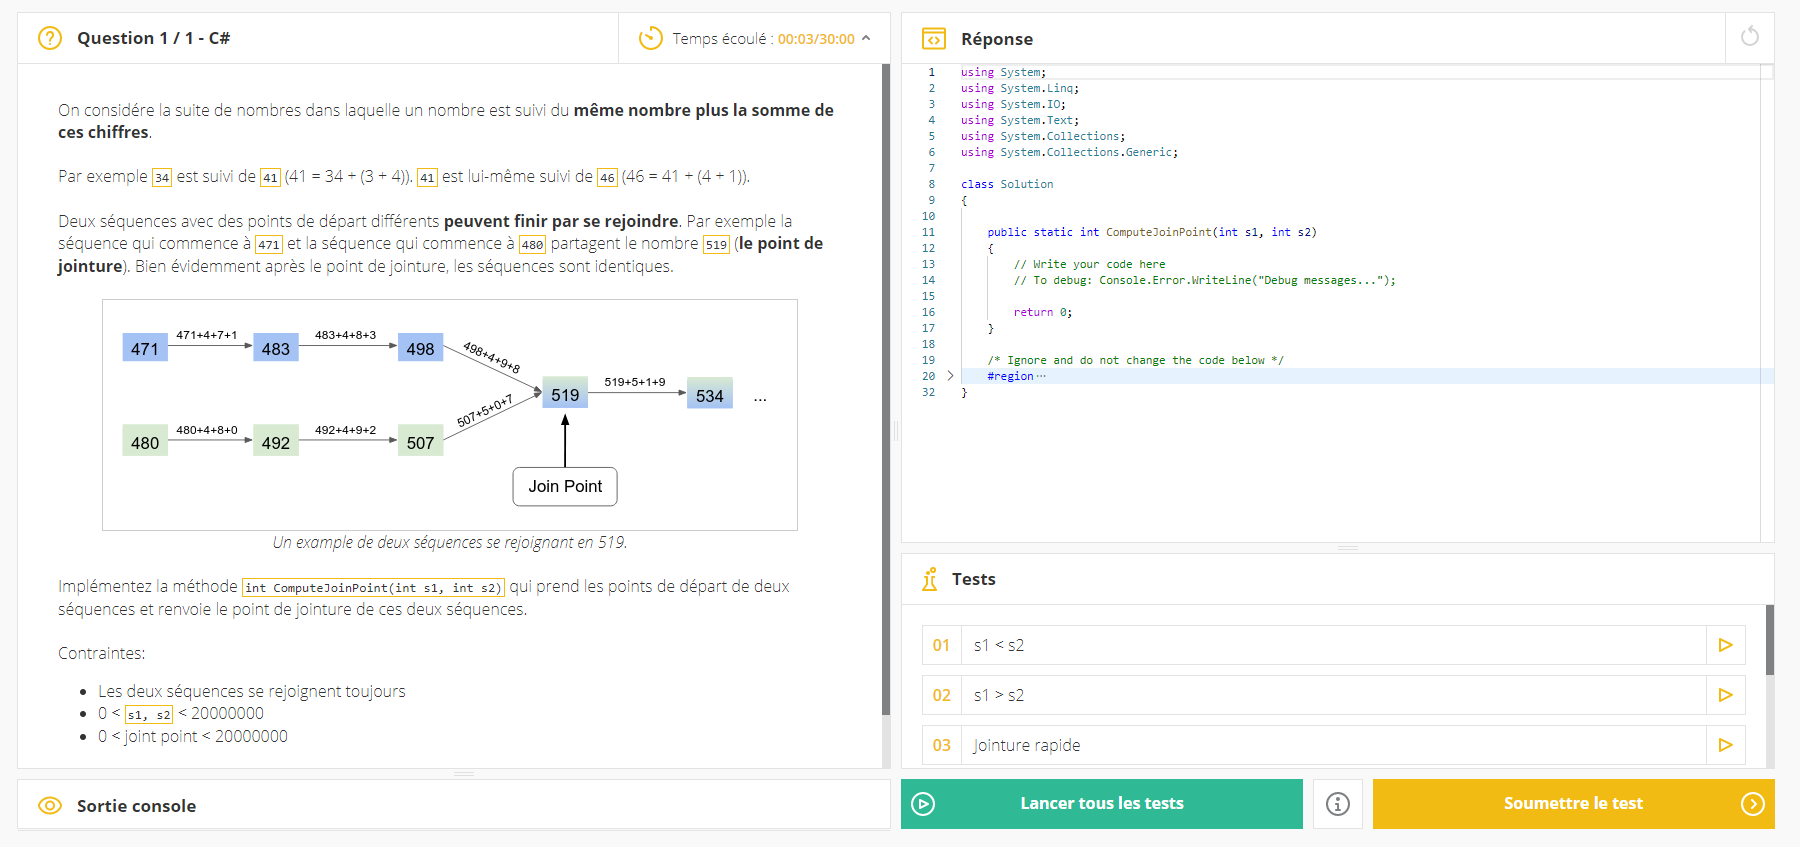 Question 1 / 1 - C#
Temps écoulé : 00:03/30:00
On considére la suite de nombres dans laquelle un nombre est suivi du même nombre plus la somme de
ces chiffres.
Par exemple 34 est suivi de 41 (41 = 34 + (3 + 4)). 41 est lui-même suivi de 46 (46 = 41 + (4 + 1)).
Deux séquences avec des points de départ différents peuvent finir par se rejoindre. Par exemple la
séquence qui commence à 471 et la séquence qui commence à 480 partagent le nombre 519 (le point de
jointure). Bien évidemment après le point de jointure, les séquences sont identiques.
471+4+7+1
483+4+8+3
498+4+9+8
471
483
498
519+5+1+9
519
534
...
507+5+0+7
480+4+8+0
492+4+9+2
480
492
507
Join Point
Un example de deux séquences se rejoignant en 519.
Implémentez la méthode int ComputeJoinPoint(int s1, int s2) qui prend les points de départ de deux
séquences et renvoie le point de jointure de ces deux séquences.
Contraintes:
• Les deux séquences se rejoignent toujours
• 0 < s1, s2 < 20000000
• 0 < joint point < 20000000
Sortie console
Réponse
1 using System;
2 using System.Linq;
3 using System.IO;
4 using System.Text;
5 using System.Collections;
6 using System.Collections.Generic;
7
8 class Solution
9 {
10
11 public static int ComputeJoinPoint(int s1, int s2)
12 {
13 // Write your code here
14 // To debug: Console.Error.WriteLine("Debug messages...");
15
16 return 0;
17 }
18
19 /* Ignore and do not change the code below */
20 #region…
32 }
Tests
01 s1 < s2
02 s1 > s2
03 Jointure rapide
Lancer tous les tests
Soumettre le test